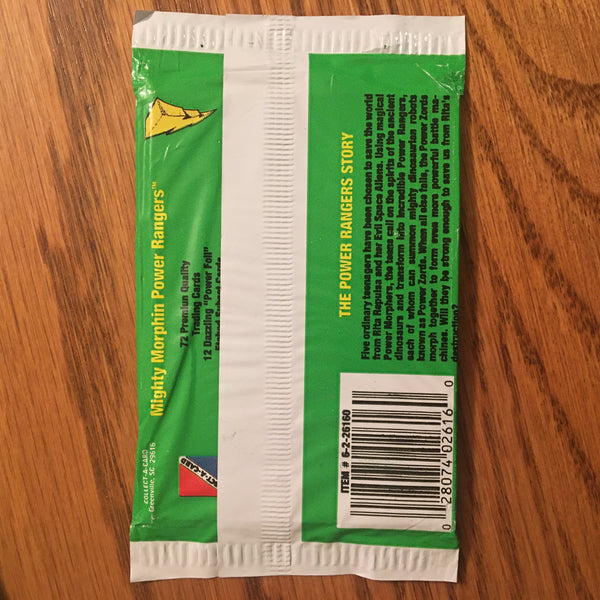 Mighty Morphin Power Rangers™
72 Premiun Quality
Trading Cards
12 Dazzling "Power Foil"
COLLECT-A-CARD
Greenville, SC 29616
THE POWER RANGERS STORY
Five ordinary teenagers have been chosen to save the world
from Rita Repulsa and her Evil Space Aliens. Using magical
Power Morphers, the teens call on the spirits of the ancient
dinosaurs and transform into incredible Power Rangers,
each of whom can summon mighty dinosaurian robots
known as Power Zords. When all else fails, the Power Zords
morph together to form even more powerful battle ma-
chines. Will they be strong enough to save us from Rita's
destruction?
ITEM # 6-2-26160
0 28074 02616 0